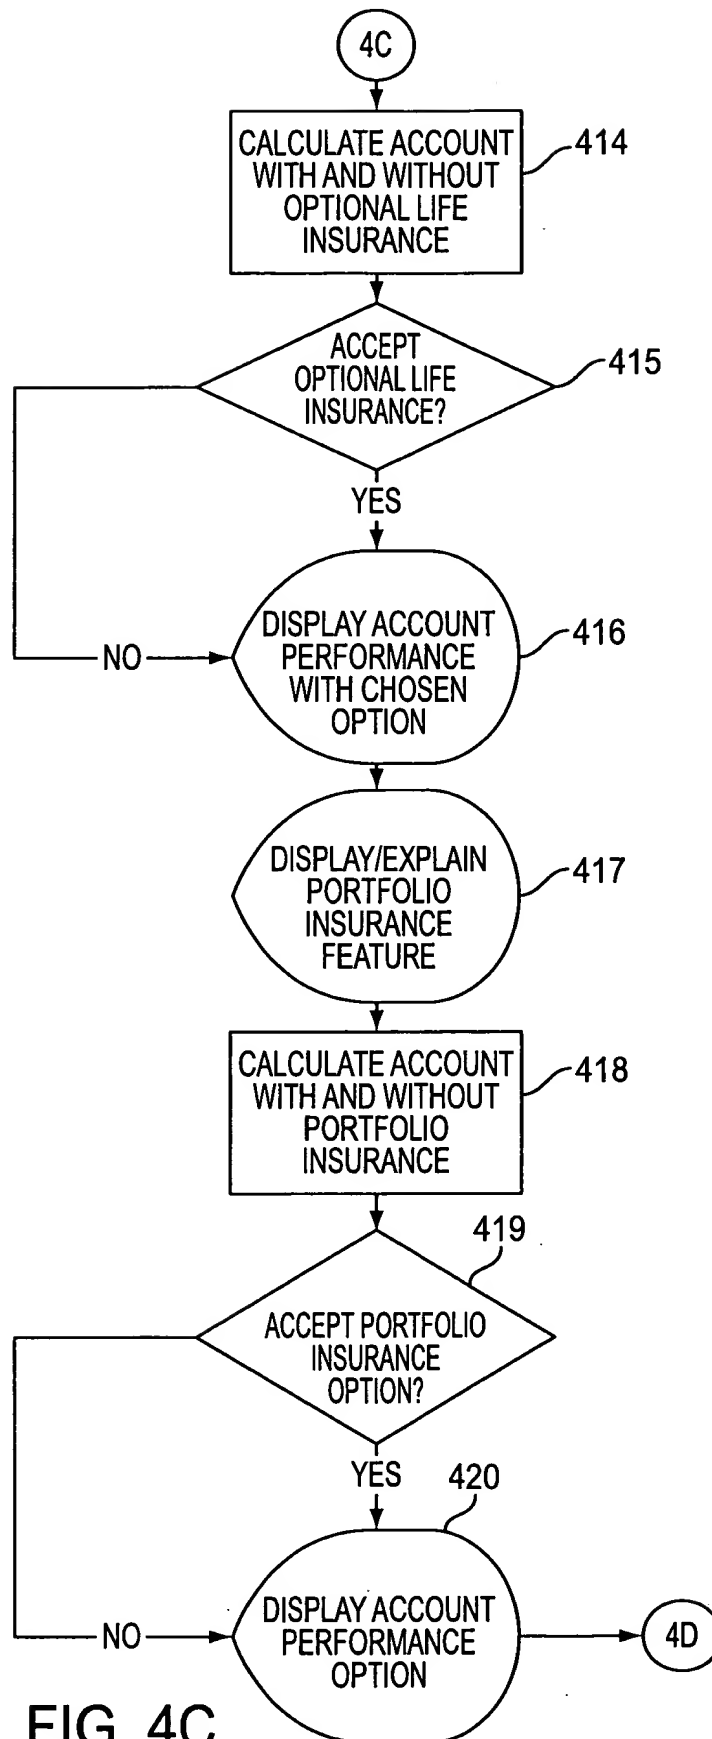 4C
CALCULATE ACCOUNT
WITH AND WITHOUT
OPTIONAL LIFE
INSURANCE
414
ACCEPT
OPTIONAL LIFE
INSURANCE?
415
YES
NO
DISPLAY ACCOUNT
PERFORMANCE
WITH CHOSEN
OPTION
416
DISPLAY/EXPLAIN
PORTFOLIO
INSURANCE
FEATURE
417
CALCULATE ACCOUNT
WITH AND WITHOUT
PORTFOLIO
INSURANCE
418
419
ACCEPT PORTFOLIO
INSURANCE
OPTION?
YES
420
NO
DISPLAY ACCOUNT
PERFORMANCE
OPTION
4D
FIG. 4C